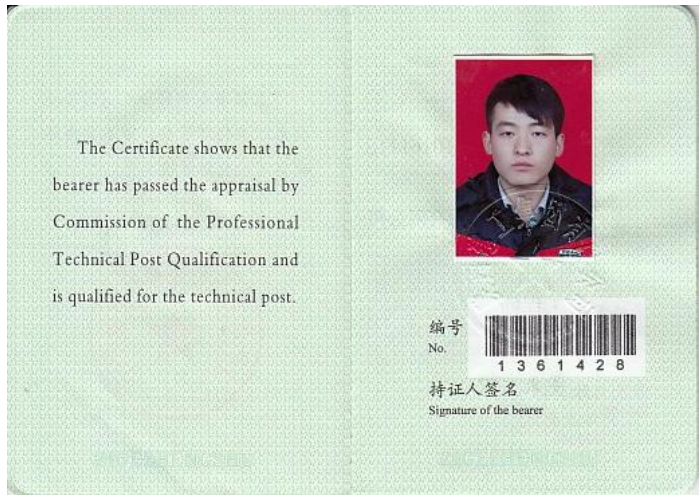 The Certificate shows that the
bearer has passed the appraisal by
Commission of the Professional
Technical Post Qualification and
is qualified for the technical post.
编号
No.
1361428
持证人签名
Signature of the bearer